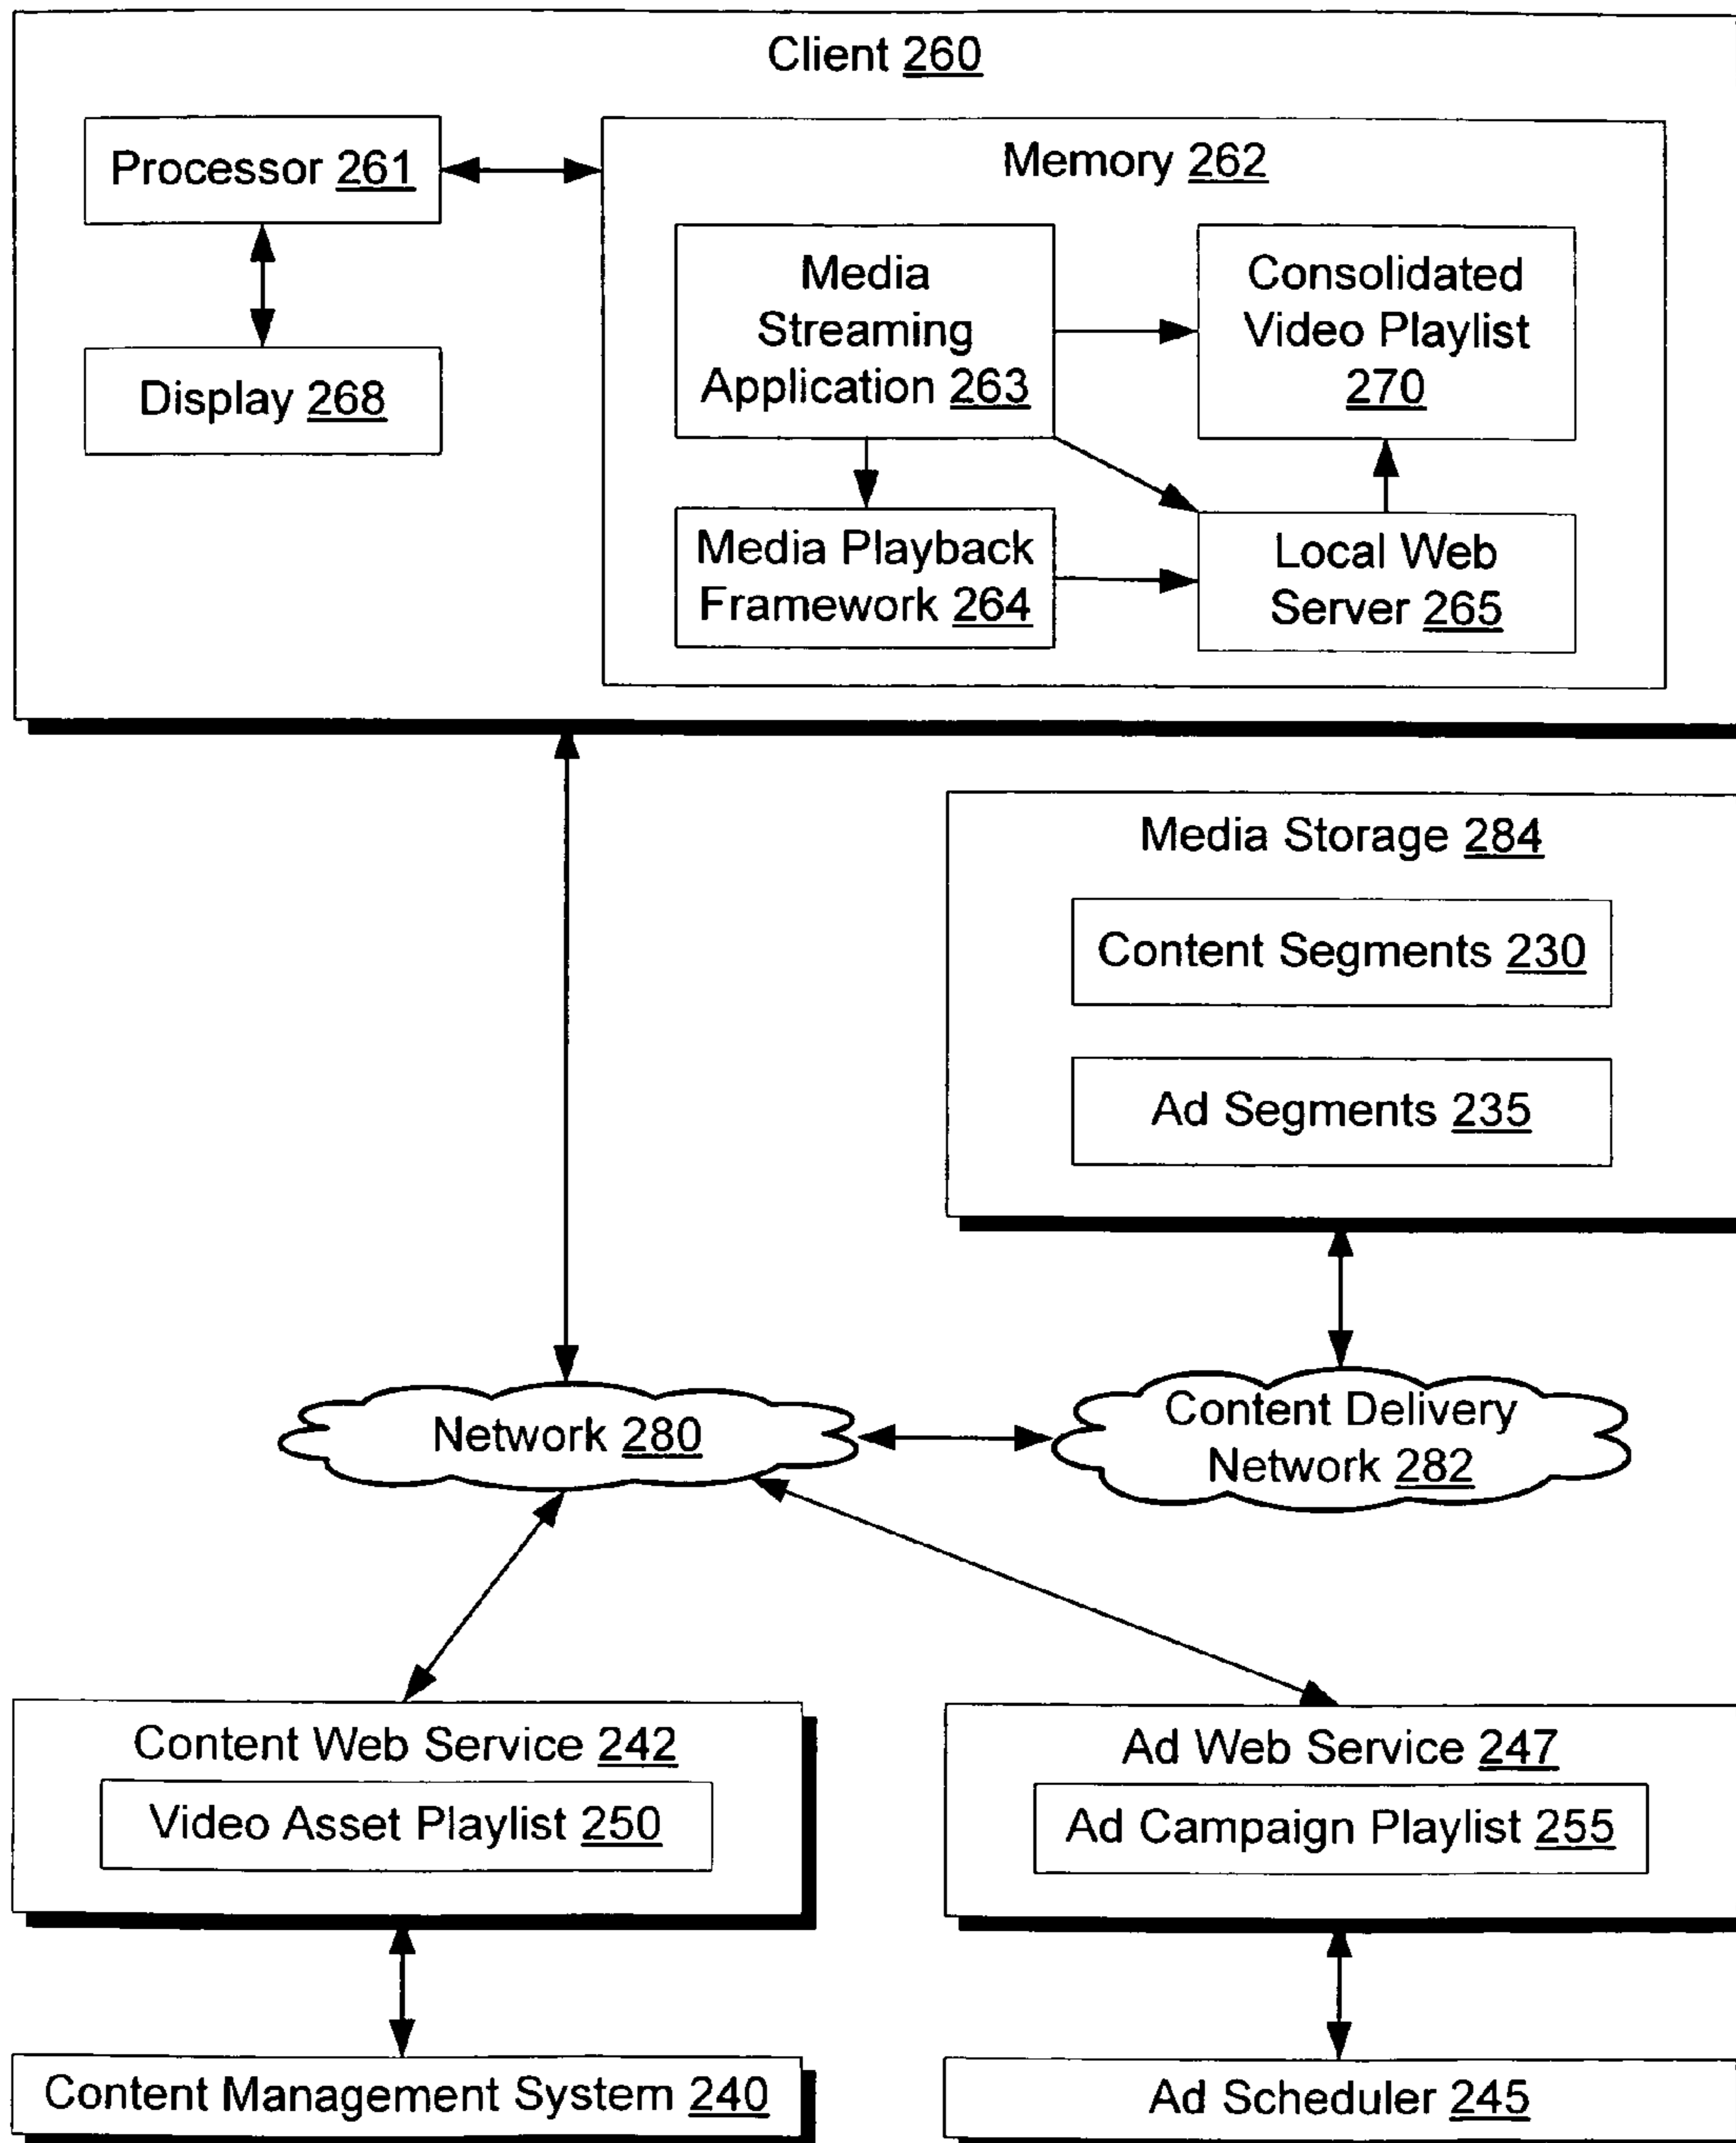 Client 260
Processor 261
Memory 262
Media
Streaming
Application 263
Consolidated
Video Playlist
270
Display 268
Media Playback
Framework 264
Local Web
Server 265
Media Storage 284
Content Segments 230
Ad Segments 235
Network 280
Content Delivery
Network 282
Content Web Service 242
Video Asset Playlist 250
Ad Web Service 247
Ad Campaign Playlist 255
Content Management System 240
Ad Scheduler 245